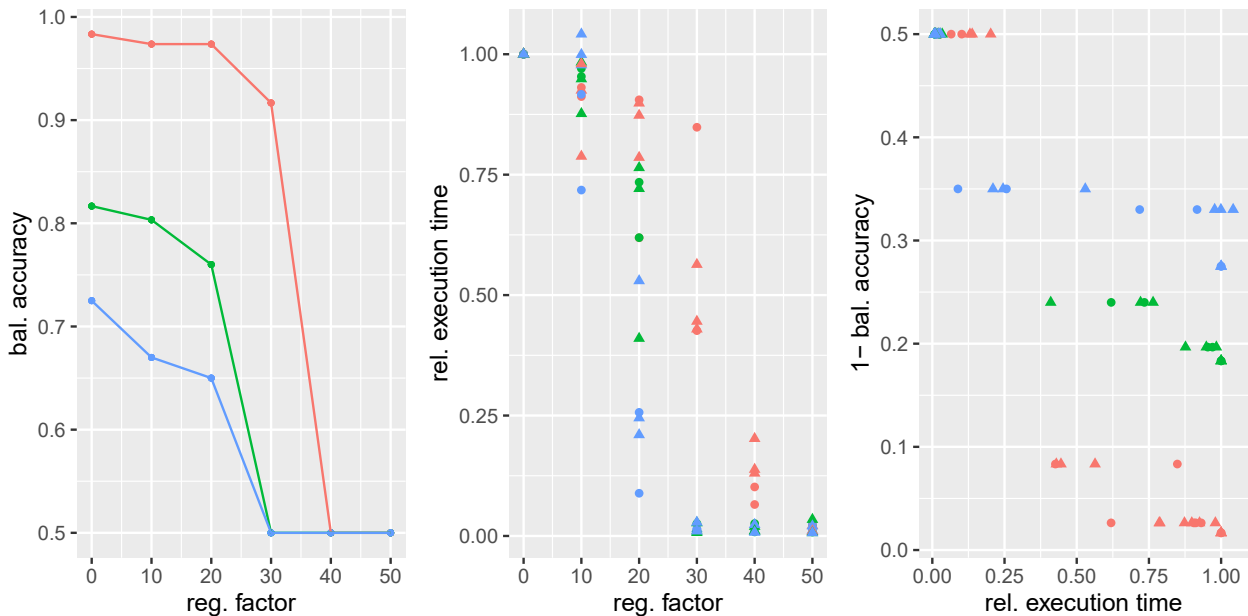 bal. accuracy
1.0
0.9
0.8
0.7
0.6
0.5
0 10 20 30 40 50
reg. factor
rel. execution time
1.00
0.75
0.50
0.25
0.00
0 10 20 30 40 50
reg. factor
1− bal. accuracy
0.5
0.4
0.3
0.2
0.1
0.0
0.00 0.25 0.50 0.75 1.00
rel. execution time